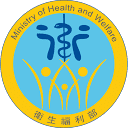 Ministry of Health and Welfare
衛生福利部